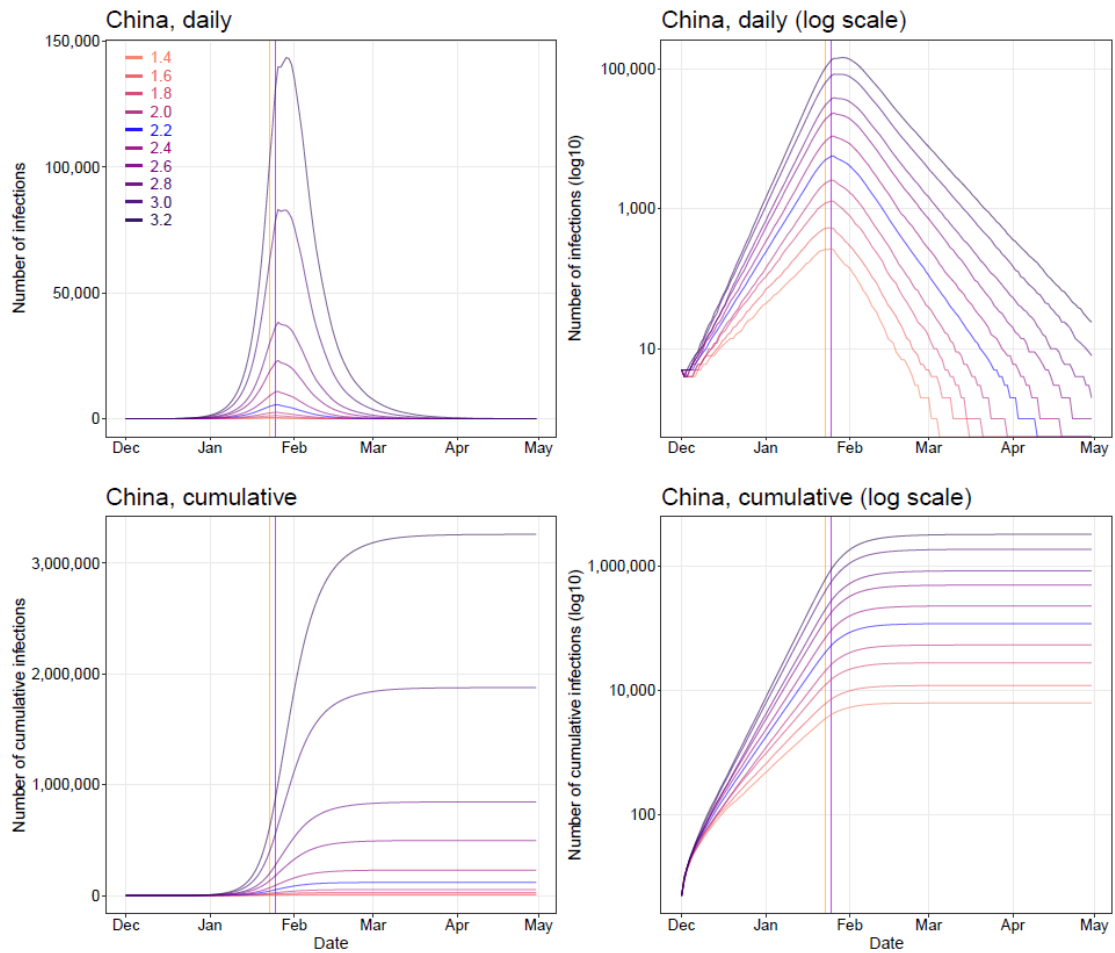 China, daily
Number of infections
150,000
100,000
50,000
0
1.4
1.6
1.8
2.0
2.2
2.4
2.6
2.8
3.0
3.2
Dec Jan Feb Mar Apr May
China, daily (log scale)
Number of infections (log10)
100,000
1,000
10
Dec Jan Feb Mar Apr May
China, cumulative
Number of cumulative infections
3,000,000
2,000,000
1,000,000
0
Dec Jan Feb Mar Apr May
Date
China, cumulative (log scale)
Number of cumulative infections (log10)
1,000,000
10,000
100
Dec Jan Feb Mar Apr May
Date